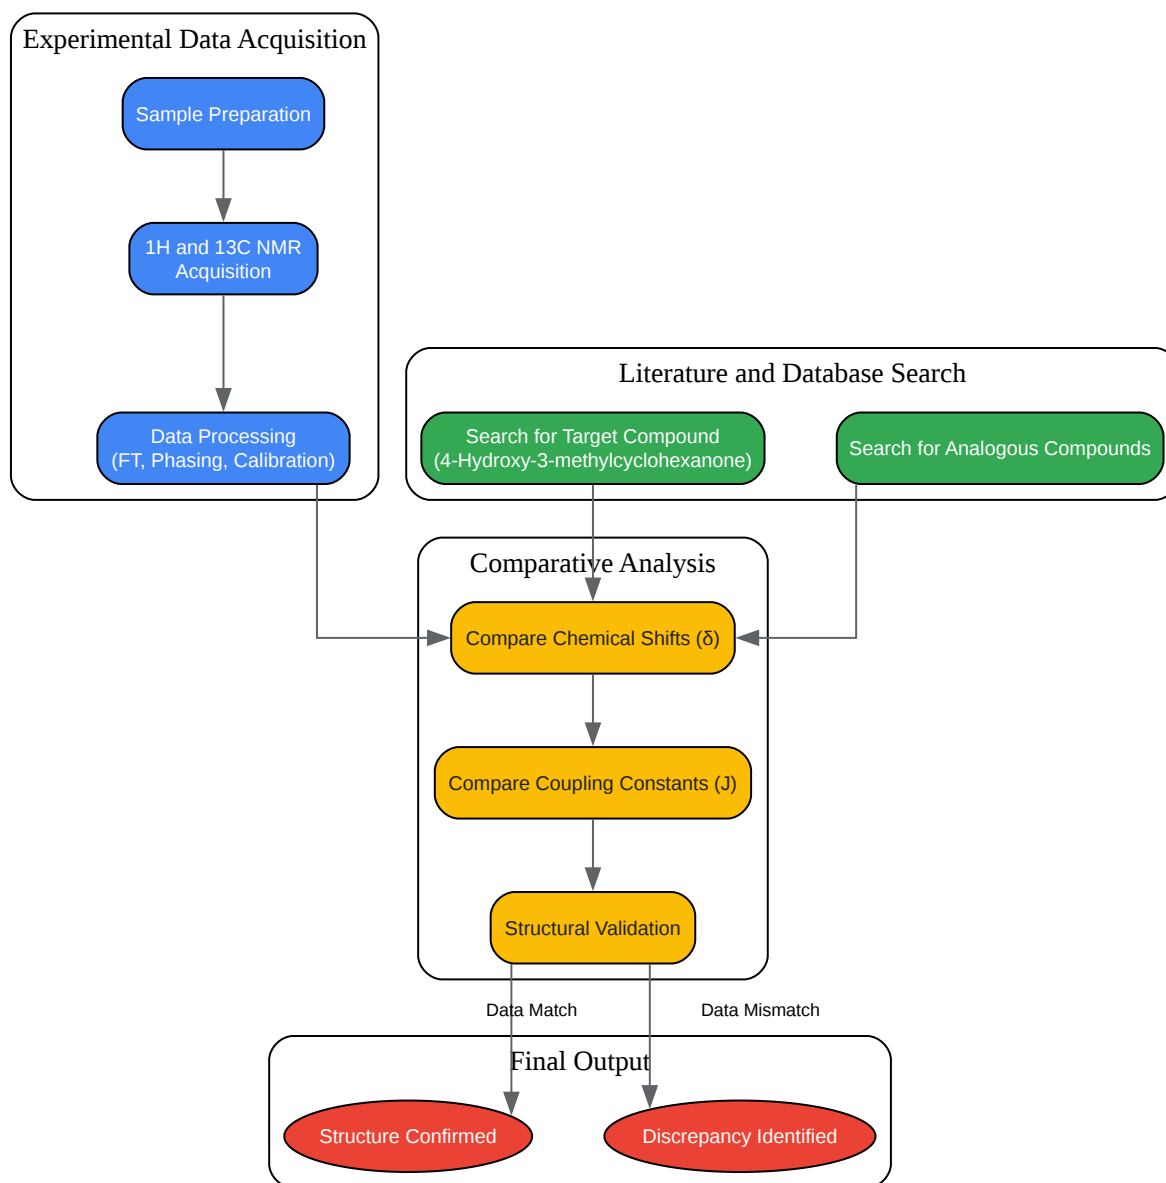 Experimental Data Acquisition
Sample Preparation
1H and 13C NMR
Acquisition
Data Processing
(FT, Phasing, Calibration)
Literature and Database Search
Search for Target Compound
(4-Hydroxy-3-methylcyclohexanone)
Search for Analogous Compounds
Comparative Analysis
Compare Chemical Shifts (δ)
Compare Coupling Constants (J)
Structural Validation
Data Match
Data Mismatch
Final Output
Structure Confirmed
Discrepancy Identified